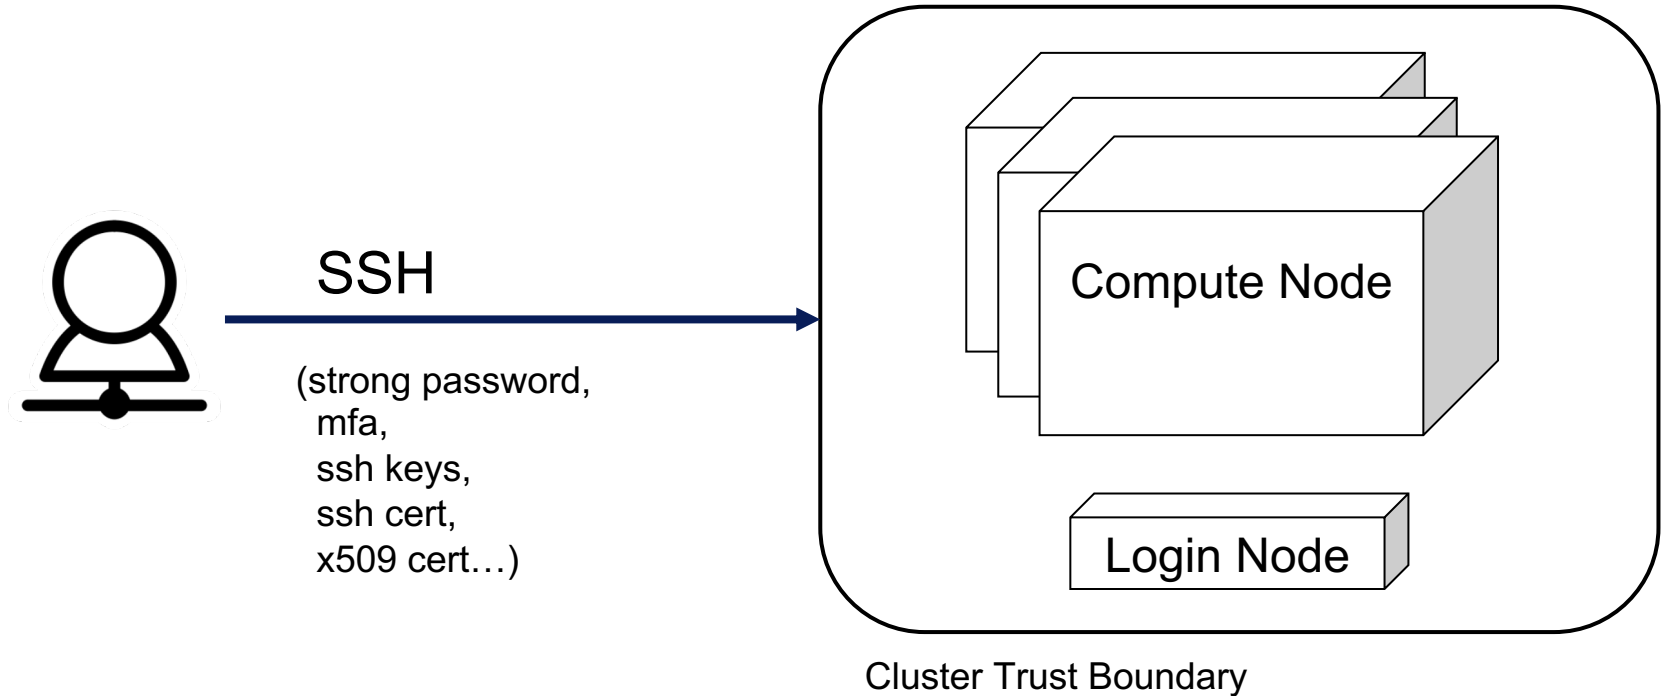 SSH
(strong password,
mfa,
ssh keys,
ssh cert,
x509 cert…)
Compute Node
Login Node
Cluster Trust Boundary